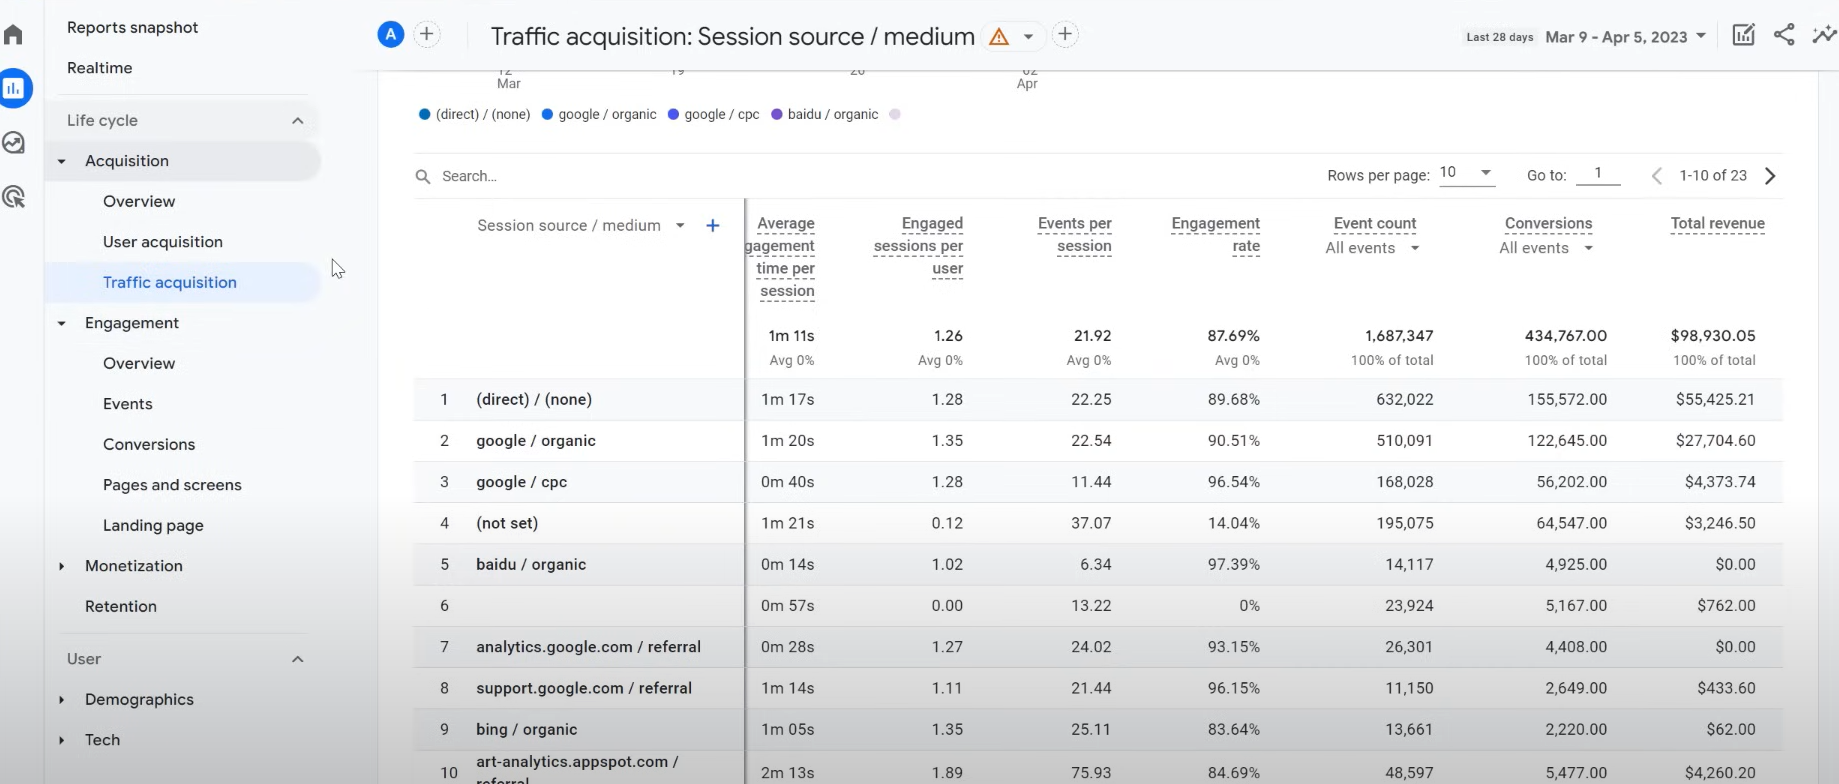 Reports snapshot
Realtime
Life cycle
Acquisition
Overview
User acquisition
Traffic acquisition
Engagement
Overview
Events
Conversions
Pages and screens
Landing page
Monetization
Retention
User
Demographics
Tech
A
Traffic acquisition: Session source / medium
Last 28 days Mar 9 - Apr 5, 2023
12 19 26 02
Mar Apr
(direct) / (none) google / organic google / cpc baidu / organic
Search...
Rows per page: 10 Go to: 1 1-10 of 23
Session source / medium
Average
gagement
time per
session
Engaged
sessions per
user
Events per
session
Engagement
rate
Event count
All events
Conversions
All events
Total revenue
1m 11s 1.26 21.92 87.69% 1,687,347 434,767.00 $98,930.05
Avg 0% Avg 0% Avg 0% Avg 0% 100% of total 100% of total 100% of total
1 (direct) / (none) 1m 17s 1.28 22.25 89.68% 632,022 155,572.00 $55,425.21
2 google / organic 1m 20s 1.35 22.54 90.51% 510,091 122,645.00 $27,704.60
3 google / cpc 0m 40s 1.28 11.44 96.54% 168,028 56,202.00 $4,373.74
4 (not set) 1m 21s 0.12 37.07 14.04% 195,075 64,547.00 $3,246.50
5 baidu / organic 0m 14s 1.02 6.34 97.39% 14,117 4,925.00 $0.00
6 0m 57s 0.00 13.22 0% 23,924 5,167.00 $762.00
7 analytics.google.com / referral 0m 28s 1.27 24.02 93.15% 26,301 4,408.00 $0.00
8 support.google.com / referral 1m 14s 1.11 21.44 96.15% 11,150 2,649.00 $433.60
9 bing / organic 1m 05s 1.35 25.11 83.64% 13,661 2,220.00 $62.00
10 art-analytics.appspot.com / referral 2m 13s 1.89 75.93 84.69% 48,597 5,477.00 $4,260.20